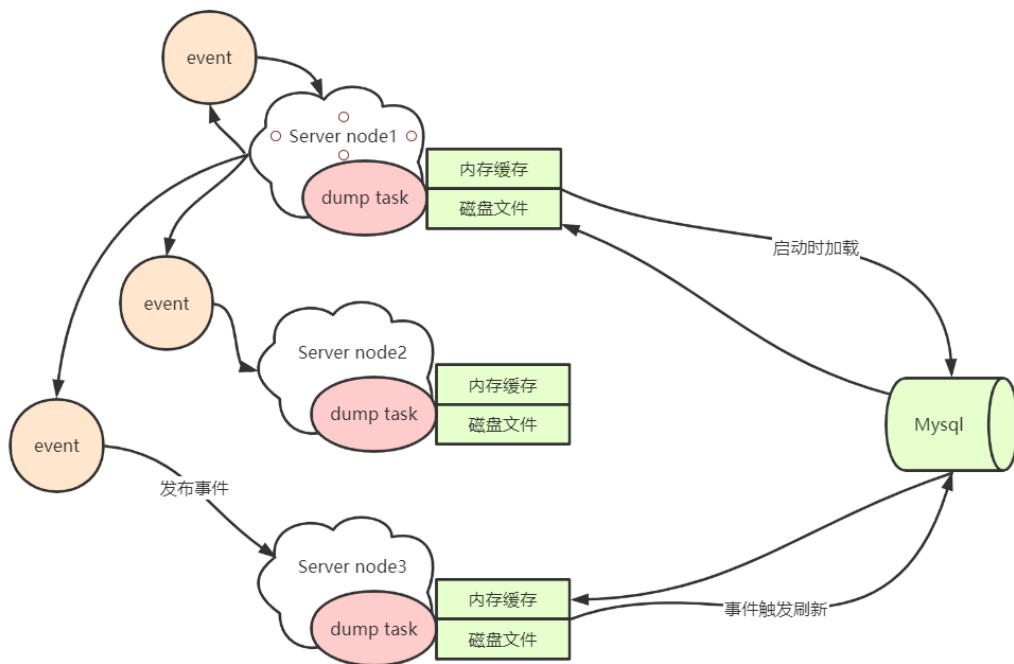 event
Server node1
内存缓存
dump task
磁盘文件
启动时加载
event
Server node2
内存缓存
dump task
磁盘文件
Mysql
event
发布事件
Server node3
内存缓存
事件触发刷新
dump task
磁盘文件